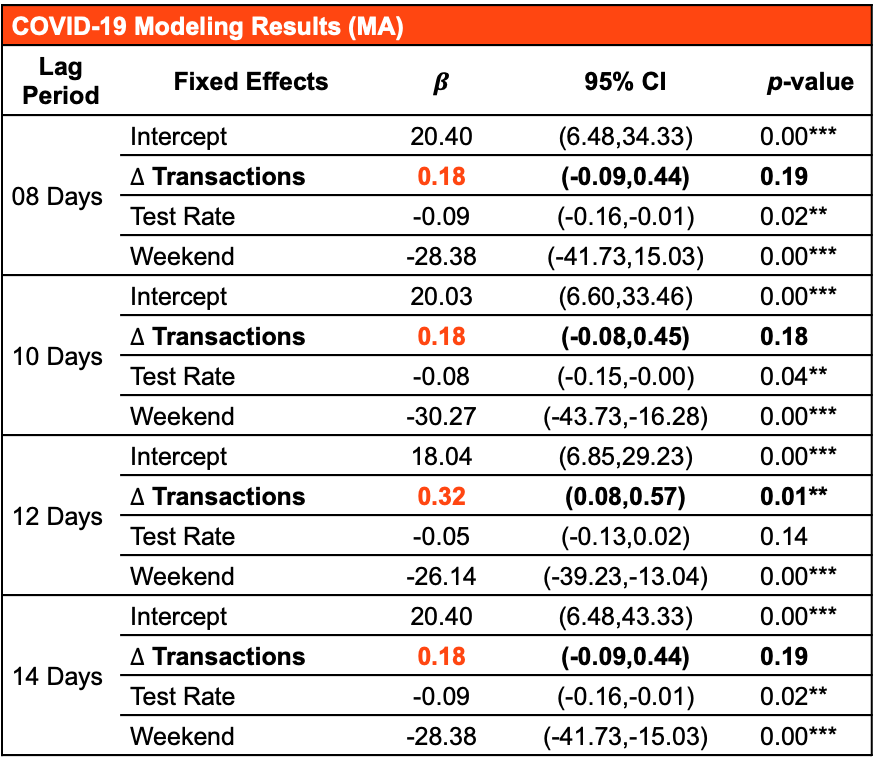 COVID-19 Modeling Results (MA)
Lag Period Fixed Effects β 95% CI p-value
08 Days
Intercept 20.40 (6.48,34.33) 0.00***
Δ Transactions 0.18 (-0.09,0.44) 0.19
Test Rate -0.09 (-0.16,-0.01) 0.02**
Weekend -28.38 (-41.73,15.03) 0.00***
10 Days
Intercept 20.03 (6.60,33.46) 0.00***
Δ Transactions 0.18 (-0.08,0.45) 0.18
Test Rate -0.08 (-0.15,-0.00) 0.04**
Weekend -30.27 (-43.73,-16.28) 0.00***
12 Days
Intercept 18.04 (6.85,29.23) 0.00***
Δ Transactions 0.32 (0.08,0.57) 0.01**
Test Rate -0.05 (-0.13,0.02) 0.14
Weekend -26.14 (-39.23,-13.04) 0.00***
14 Days
Intercept 20.40 (6.48,43.33) 0.00***
Δ Transactions 0.18 (-0.09,0.44) 0.19
Test Rate -0.09 (-0.16,-0.01) 0.02**
Weekend -28.38 (-41.73,-15.03) 0.00***